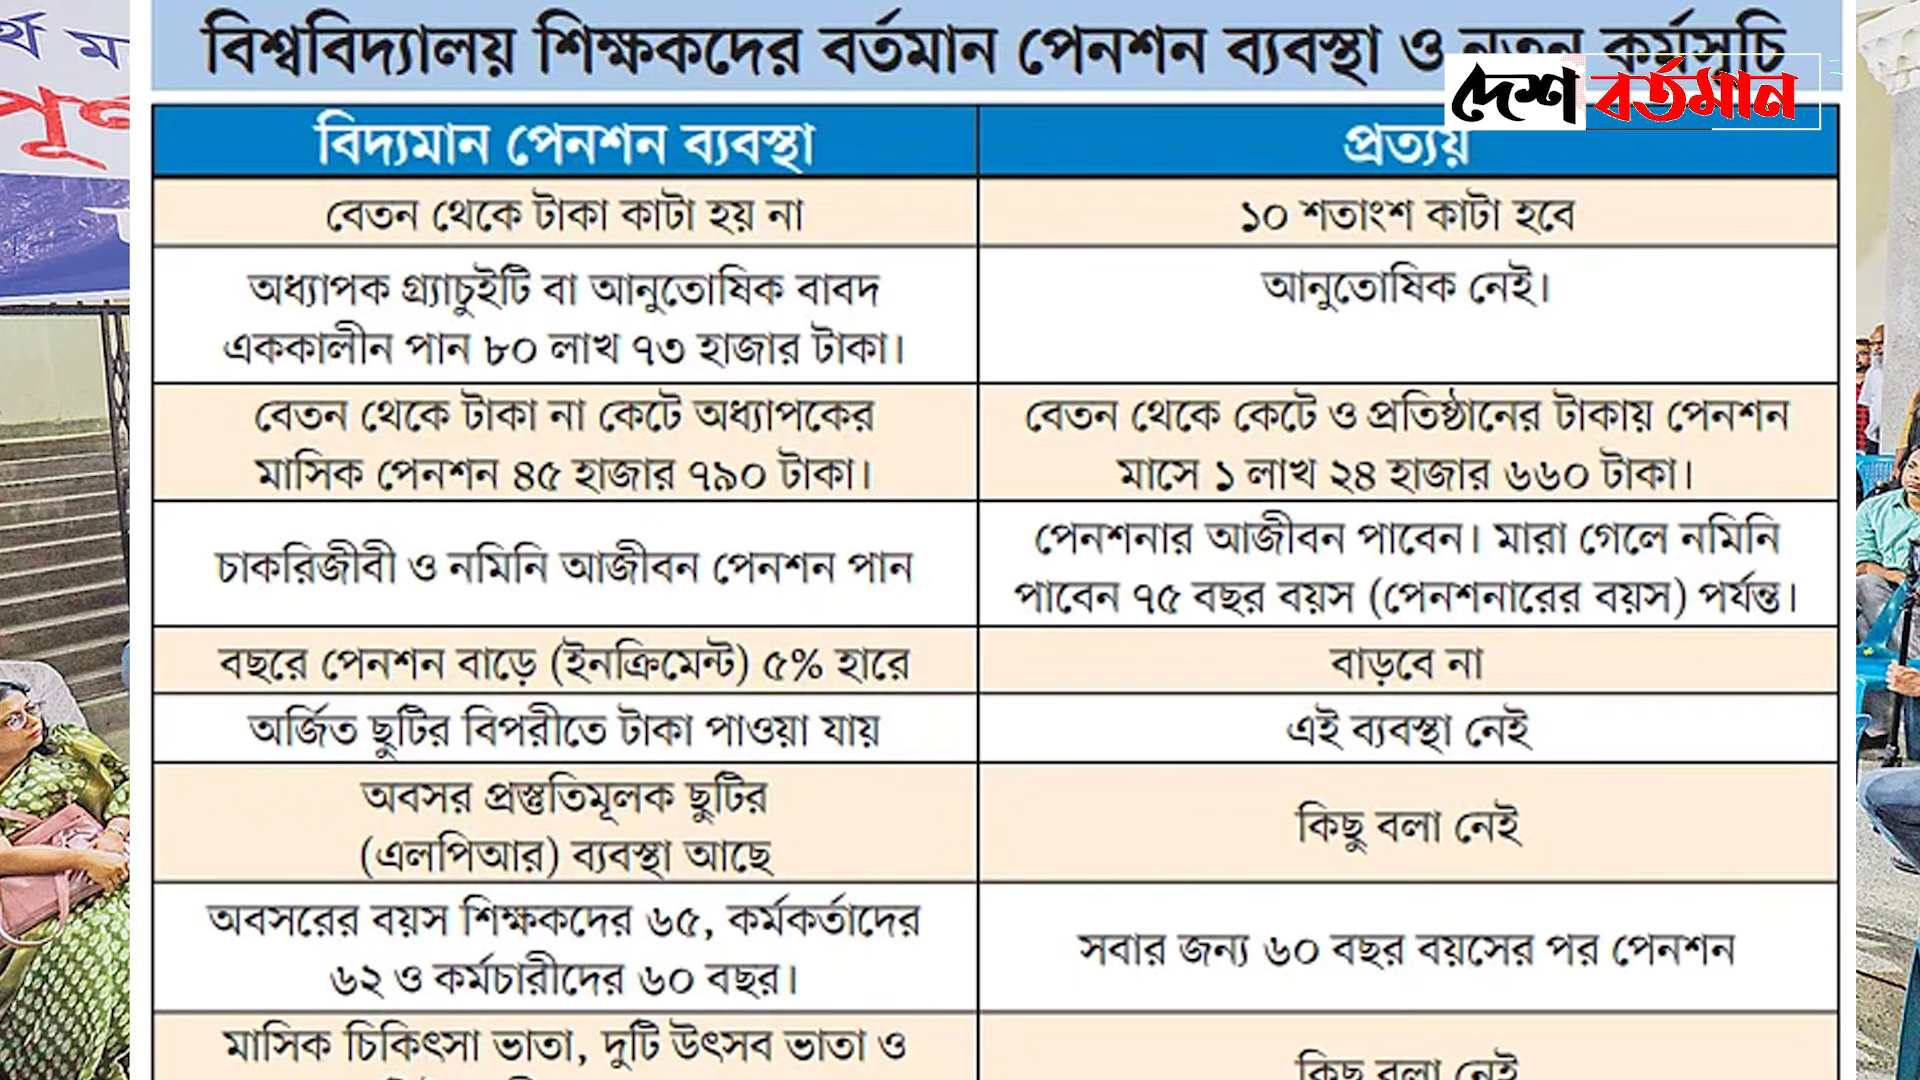 বিশ্ববিদ্যালয় শিক্ষকদের বর্তমান পেনশন ব্যবস্থা ও নতুন কর্মসূচি
দেশ বর্তমান
বিদ্যমান পেনশন ব্যবস্থা
প্রত্যয়
বেতন থেকে টাকা কাটা হয় না
১০ শতাংশ কাটা হবে
অধ্যাপক গ্র্যাচুইটি বা আনুতোষিক বাবদ
এককালীন পান ৮০ লাখ ৭৩ হাজার টাকা।
আনুতোষিক নেই।
বেতন থেকে টাকা না কেটে অধ্যাপকের
মাসিক পেনশন ৪৫ হাজার ৭৯০ টাকা।
বেতন থেকে কেটে ও প্রতিষ্ঠানের টাকায় পেনশন
মাসে ১ লাখ ২৪ হাজার ৬৬০ টাকা।
চাকরিজীবী ও নমিনি আজীবন পেনশন পান
পেনশনার আজীবন পাবেন। মারা গেলে নমিনি
পাবেন ৭৫ বছর বয়স (পেনশনারের বয়স) পর্যন্ত।
বছরে পেনশন বাড়ে (ইনক্রিমেন্ট) ৫% হারে
বাড়বে না
অর্জিত ছুটির বিপরীতে টাকা পাওয়া যায়
এই ব্যবস্থা নেই
অবসর প্রস্তুতিমূলক ছুটির
(এলপিআর) ব্যবস্থা আছে
কিছু বলা নেই
অবসরের বয়স শিক্ষকদের ৬৫, কর্মকর্তাদের
৬২ ও কর্মচারীদের ৬০ বছর।
সবার জন্য ৬০ বছর বয়সের পর পেনশন
মাসিক চিকিৎসা ভাতা, দুটি উৎসব ভাতা ও
কিছু বলা নেই